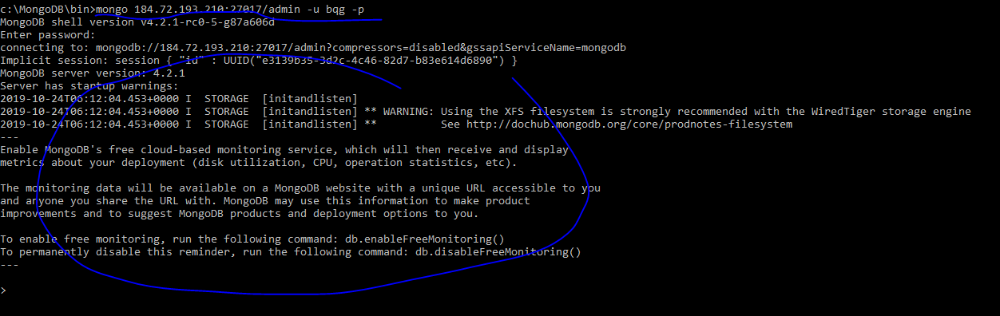 c:\MongoDB\bin>mongo 184.72.193.210:27017/admin -u bqg -p
MongoDB shell version v4.2.1-rc0-5-g87a606d
Enter password:
connecting to: mongodb://184.72.193.210:27017/admin?compressors=disabled&gssapiServiceName=mongodb
Implicit session: session { "id" : UUID("e3139b35-3d2c-4c46-82d7-b83e614d6890") }
MongoDB server version: 4.2.1
Server has startup warnings:
2019-10-24T06:12:04.453+0000 I  STORAGE  [initandlisten]
2019-10-24T06:12:04.453+0000 I  STORAGE  [initandlisten] ** WARNING: Using the XFS filesystem is strongly recommended with the WiredTiger storage engine
2019-10-24T06:12:04.453+0000 I  STORAGE  [initandlisten] **          See http://dochub.mongodb.org/core/prodnotes-filesystem
---
Enable MongoDB's free cloud-based monitoring service, which will then receive and display
metrics about your deployment (disk utilization, CPU, operation statistics, etc).
The monitoring data will be available on a MongoDB website with a unique URL accessible to you
and anyone you share the URL with. MongoDB may use this information to make product
improvements and to suggest MongoDB products and deployment options to you.
To enable free monitoring, run the following command: db.enableFreeMonitoring()
To permanently disable this reminder, run the following command: db.disableFreeMonitoring()
---
>